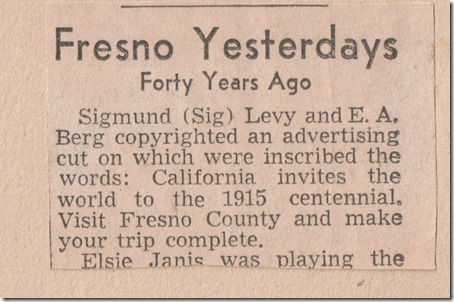 Fresno Yesterdays
Forty Years Ago
Sigmund (Sig) Levy and E. A.
Berg copyrighted an advertising
cut on which were inscribed the
words: California invites the
world to the 1915 centennial.
Visit Fresno County and make
your trip complete.
Elsie Janis was playing the